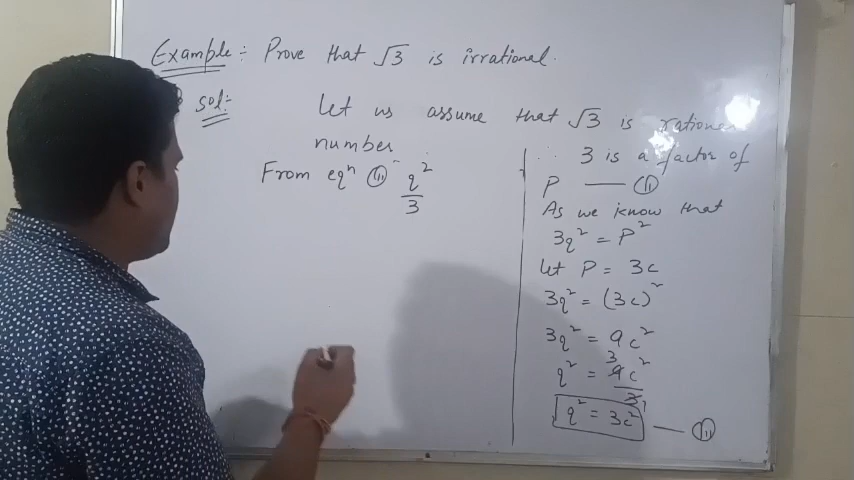 Example :- Prove that √3 is irrational.
Sol:-
Let us assume that √3 is rational
number.
From eqⁿ (iii) q²/3
∴ 3 is a factor of
P — (ii)
As we know that
3q² = P²
Let P = 3c
3q² = (3c)²
3q² = 9c²
q² = 9c²/3
q² = 3c² — (iii)